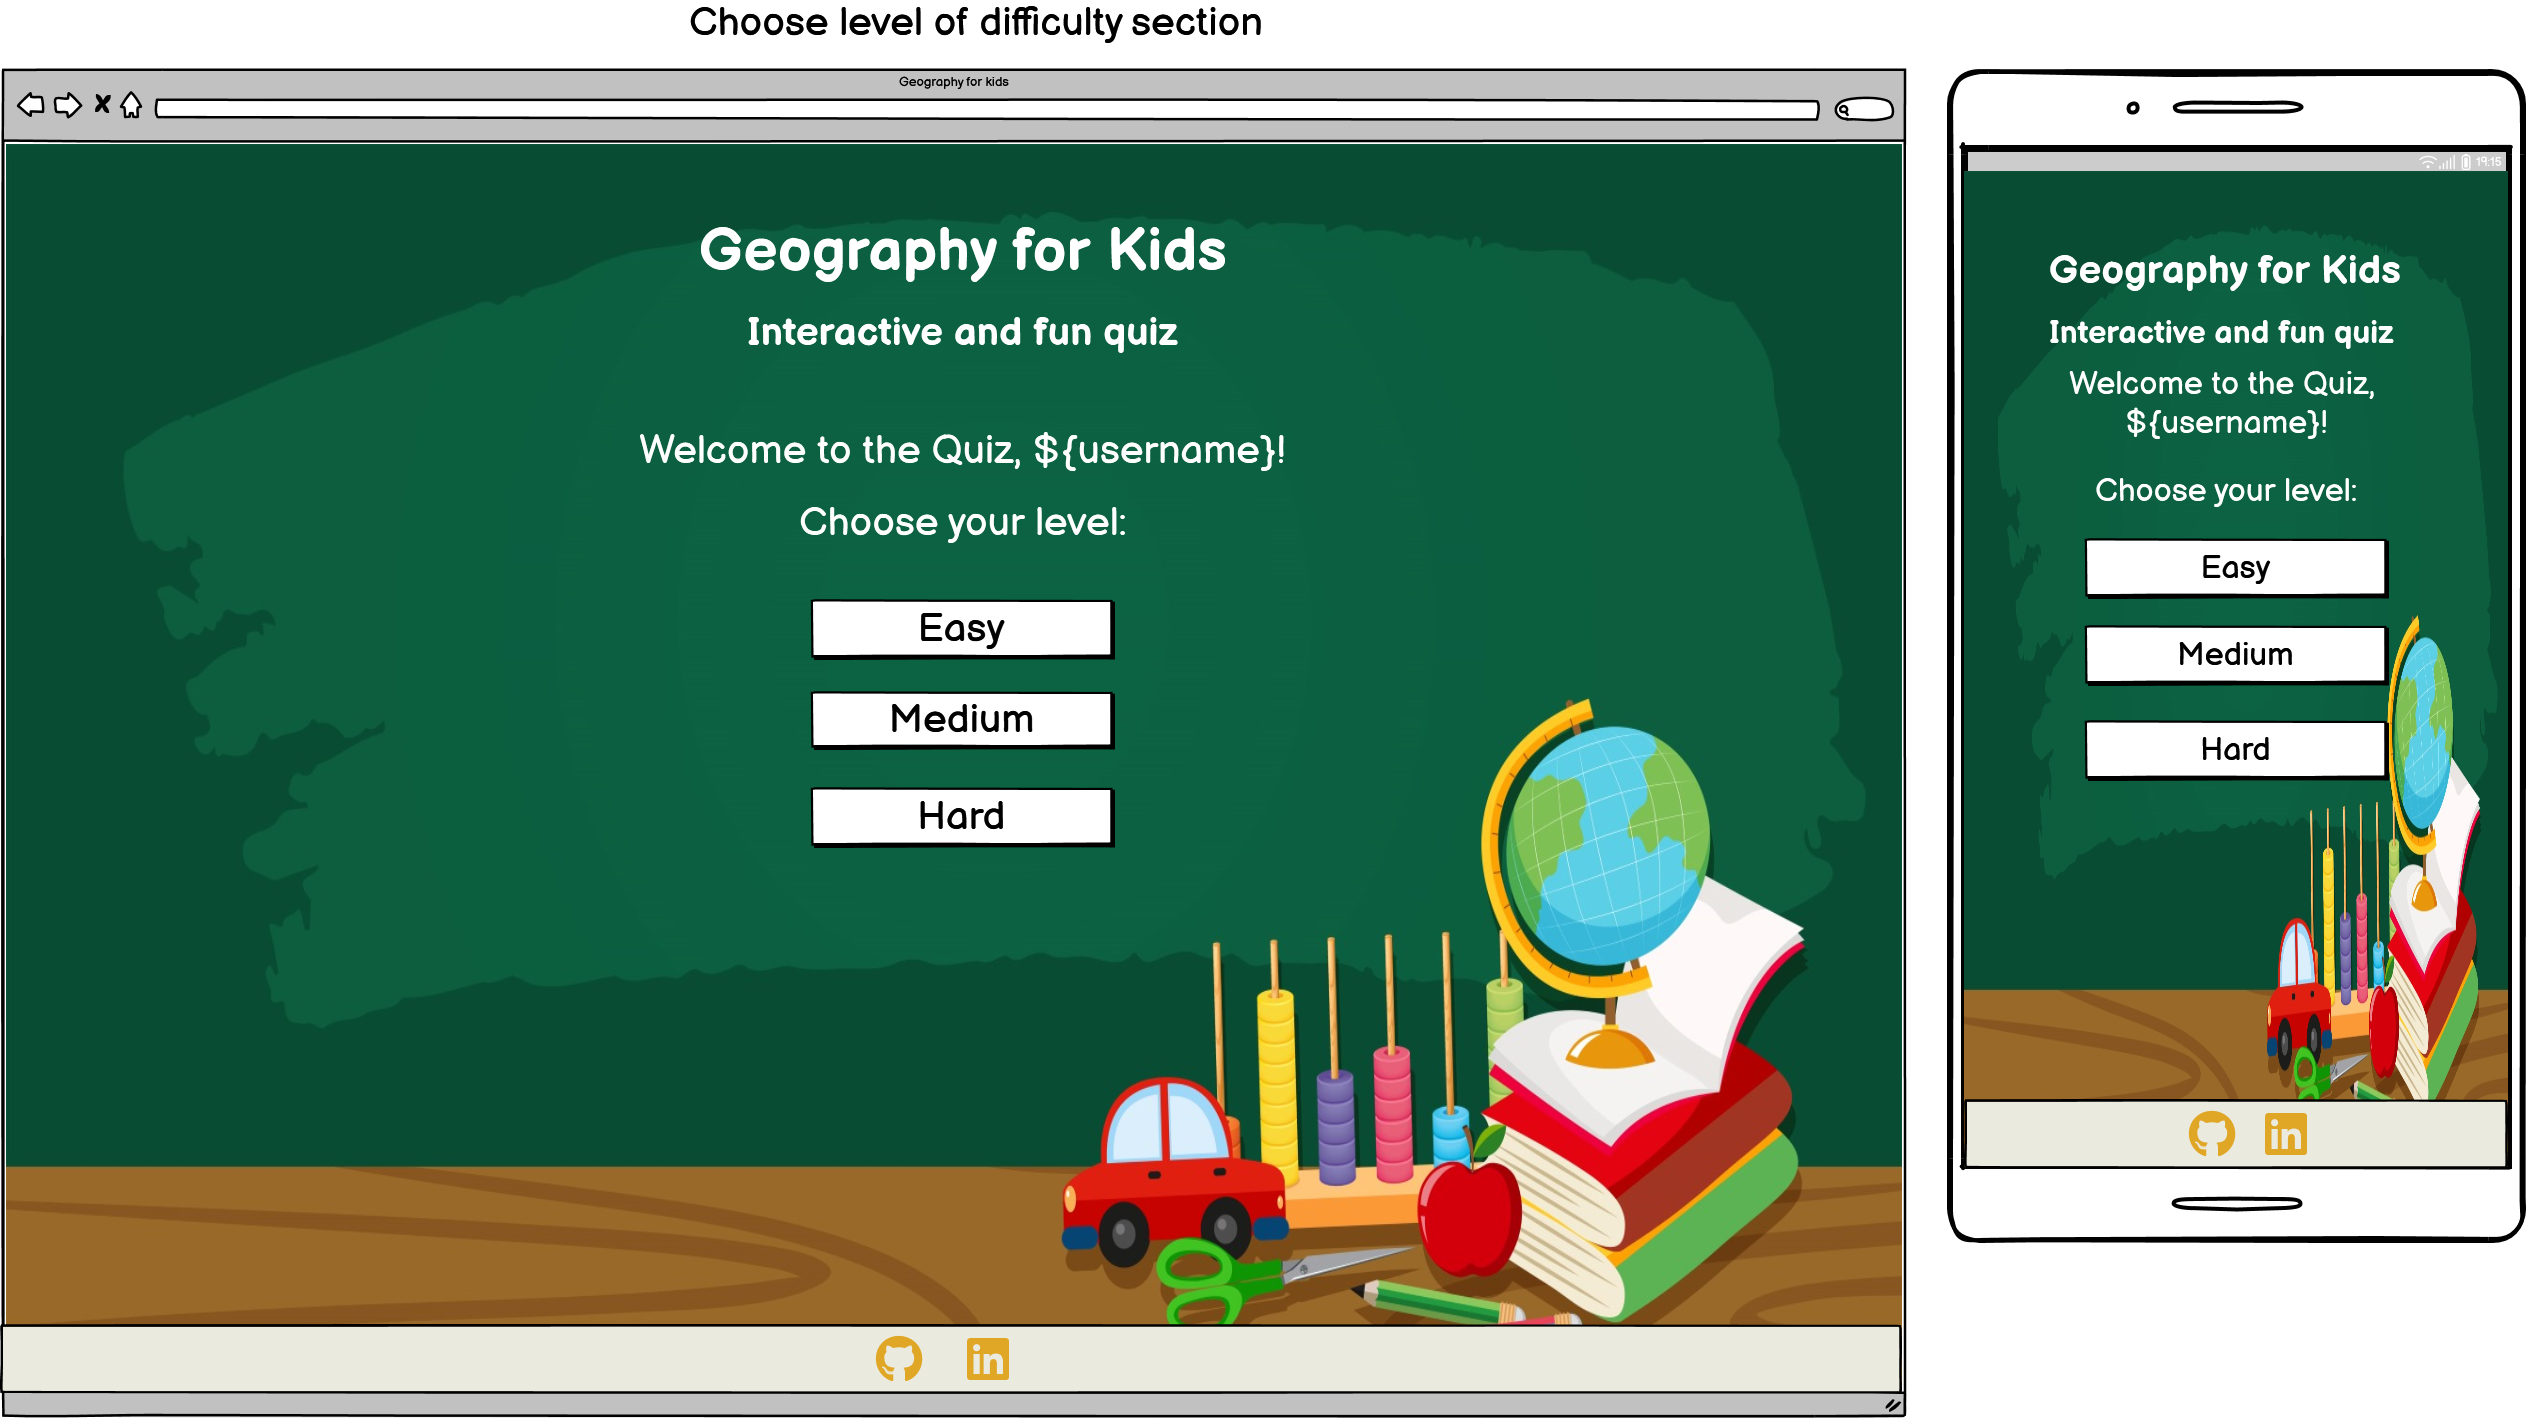 Choose level of difficulty section
Geography for kids
Geography for Kids
Interactive and fun quiz
Welcome to the Quiz, ${username}!
Choose your level:
Easy
Medium
Hard
in
19:15
Geography for Kids
Interactive and fun quiz
Welcome to the Quiz,
${username}!
Choose your level:
Easy
Medium
Hard
in